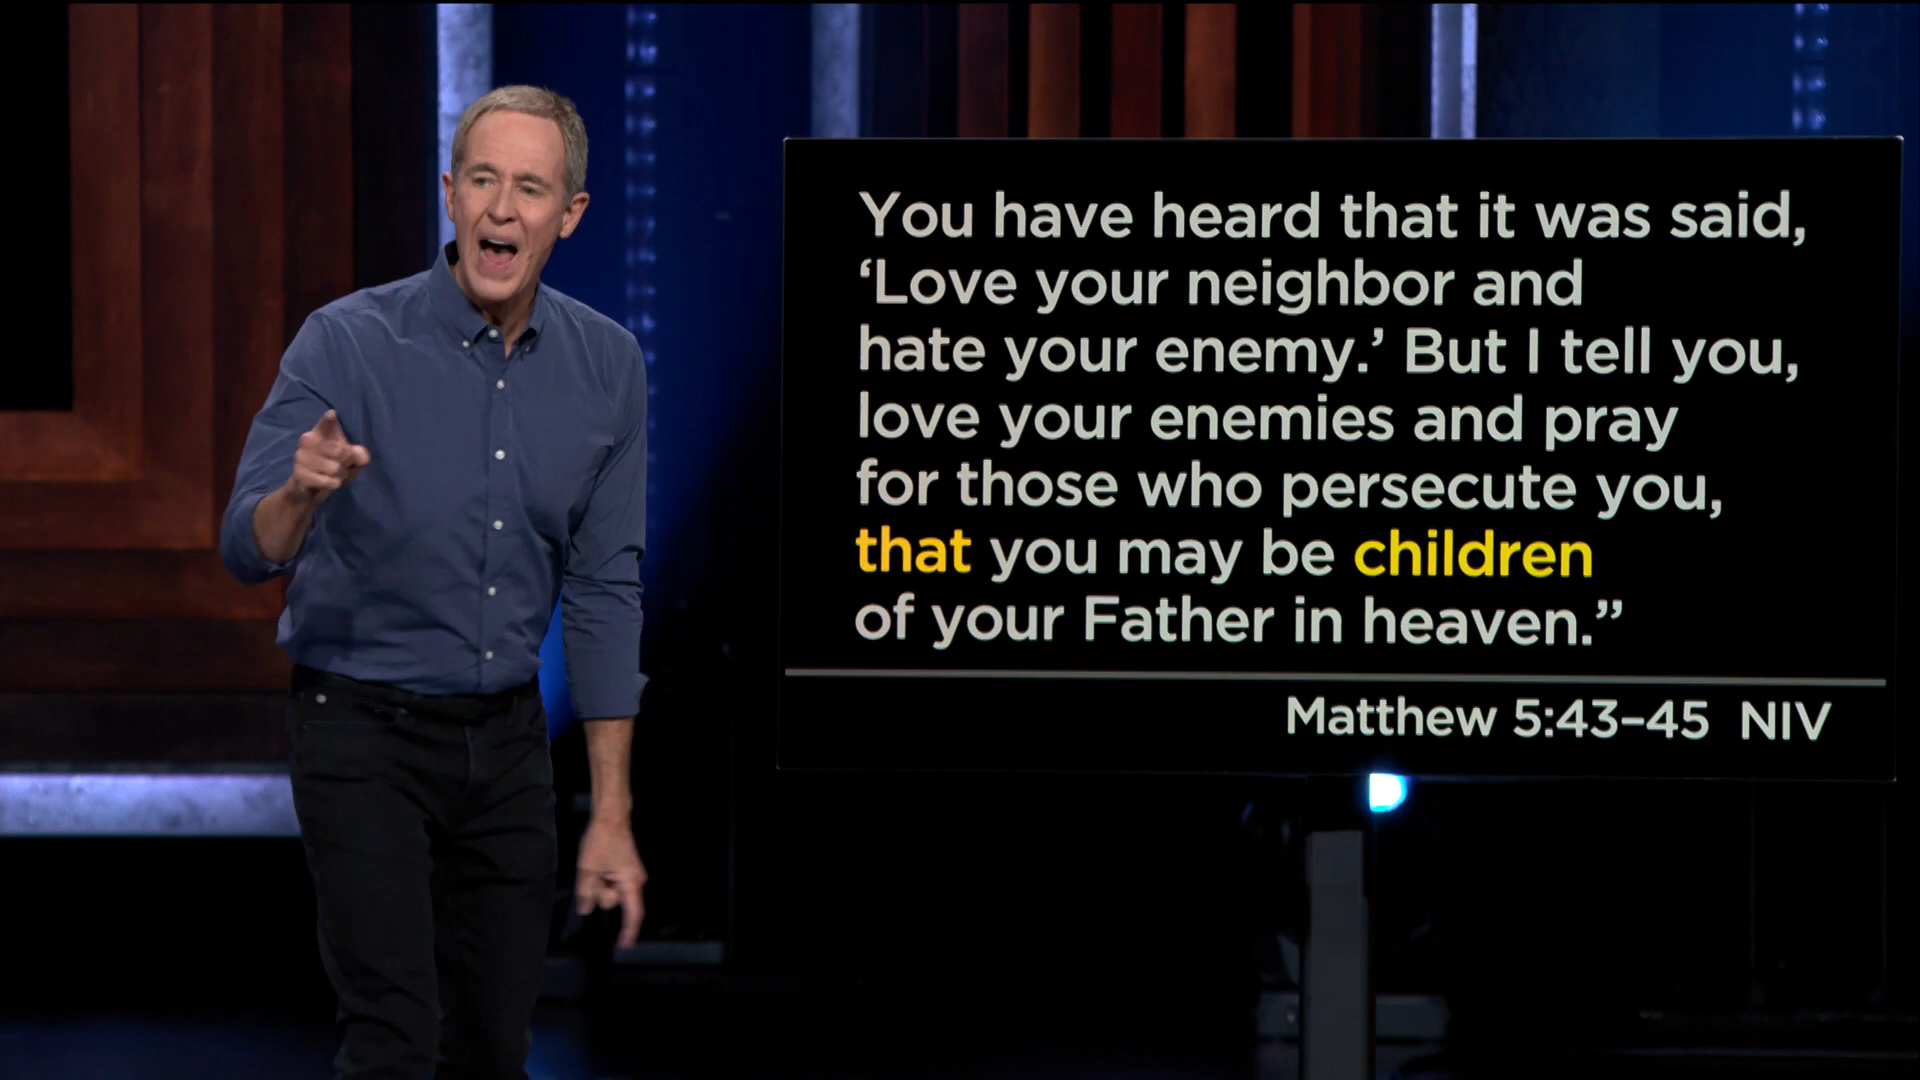 You have heard that it was said,
‘Love your neighbor and
hate your enemy.’ But I tell you,
love your enemies and pray
for those who persecute you,
that you may be children
of your Father in heaven.”
Matthew 5:43–45 NIV